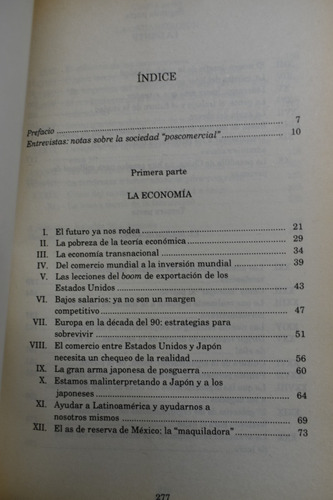 ÍNDICE
Prefacio 7
Entrevistas: notas sobre la sociedad "poscomercial" 10
Primera parte
LA ECONOMÍA
I. El futuro ya nos rodea 21
II. La pobreza de la teoría económica 29
III. La economía transnacional 34
IV. Del comercio mundial a la inversión mundial 39
V. Las lecciones del boom de exportación de los
Estados Unidos 43
VI. Bajos salarios: ya no son un margen
competitivo 47
VII. Europa en la década del 90: estrategias para
sobrevivir 51
VIII. El comercio entre Estados Unidos y Japón
necesita un chequeo de la realidad 56
IX. La gran arma japonesa de posguerra 60
X. Estamos malinterpretando a Japón y a los
japoneses 64
XI. Ayudar a Latinoamérica y ayudarnos a
nosotros mismos 69
XII. El as de reserva de México: la "maquiladora" 73
277